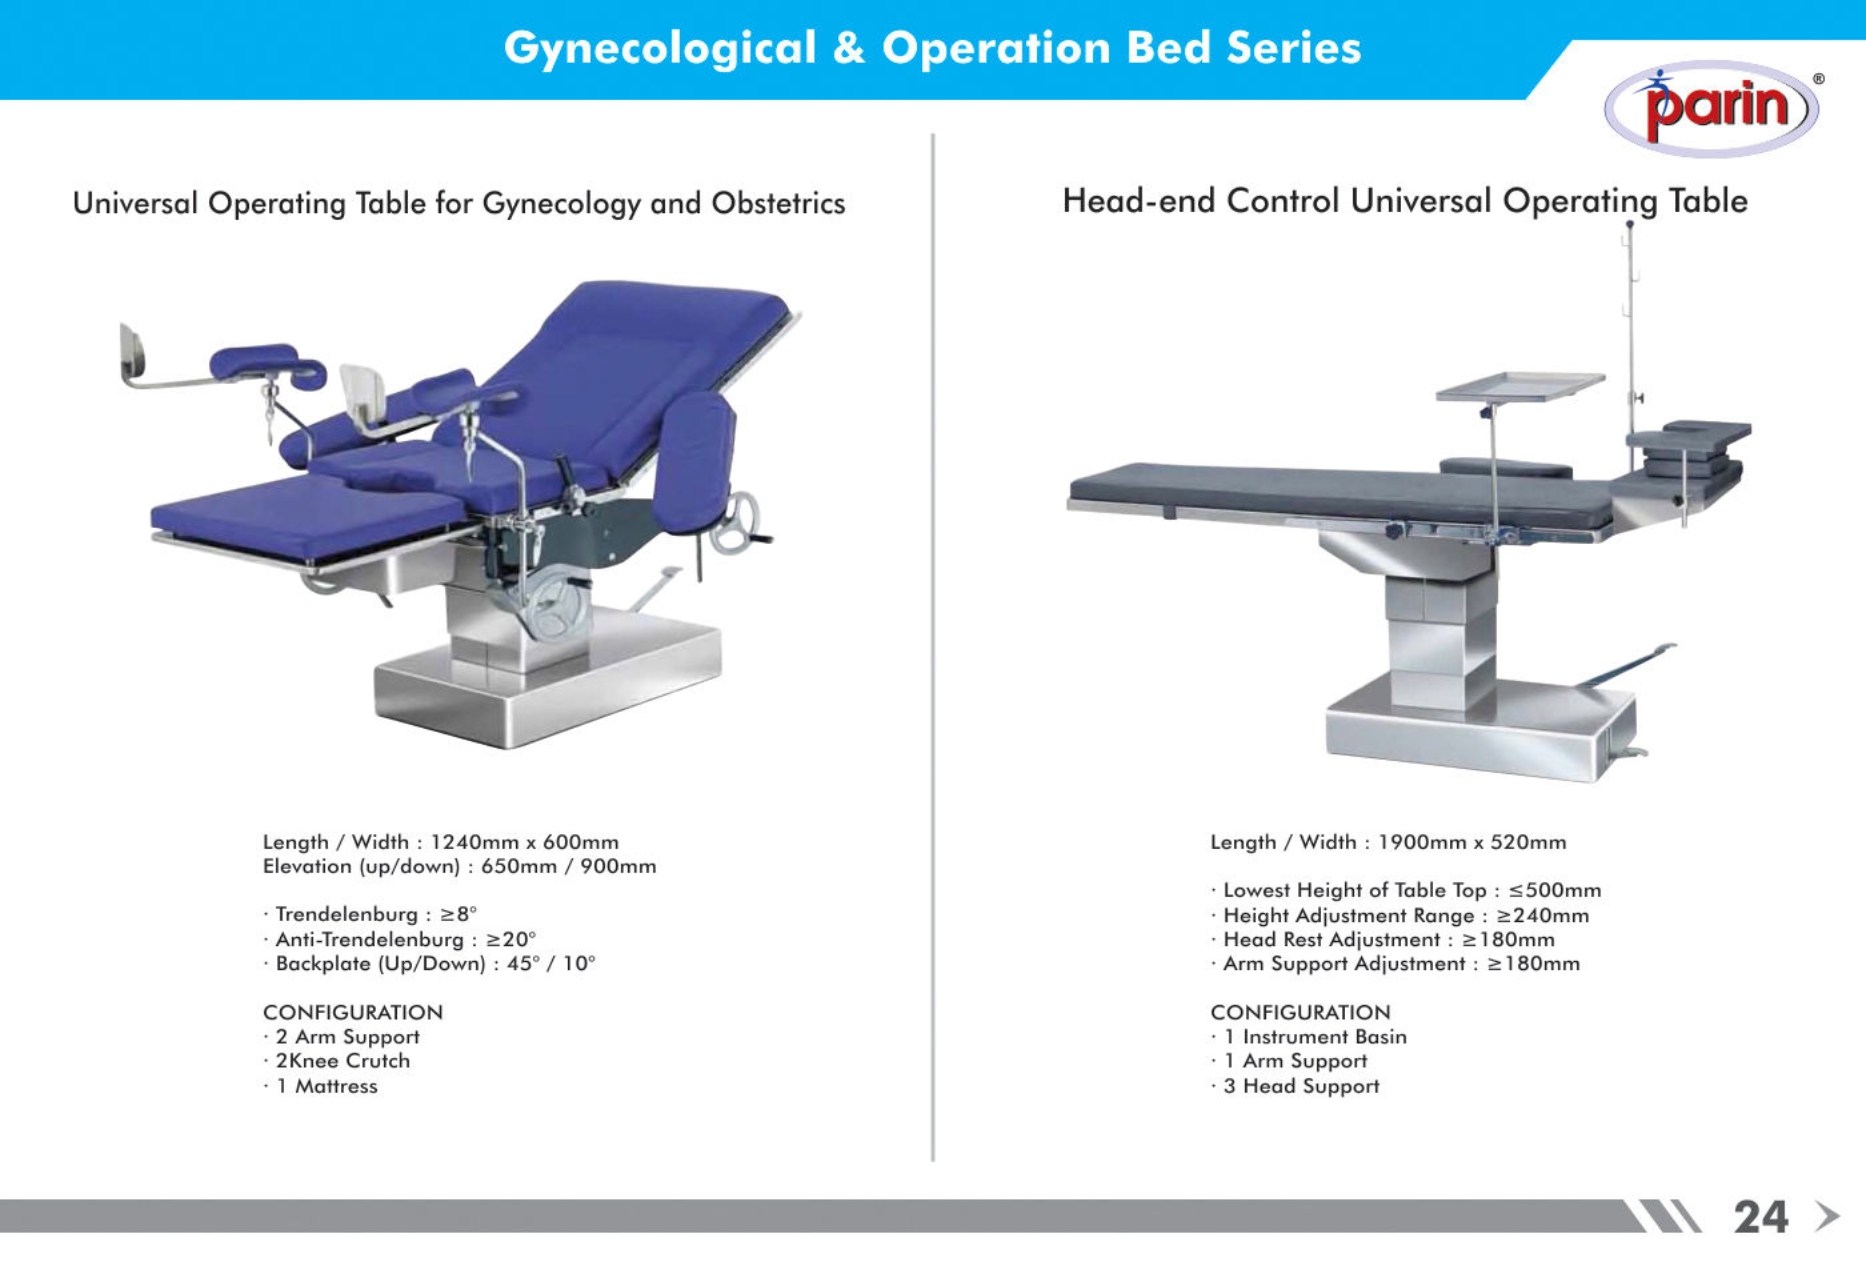 Gynecological & Operation Bed Series
parin®
Universal Operating Table for Gynecology and Obstetrics
Length / Width : 1240mm x 600mm
Elevation (up/down) : 650mm / 900mm
· Trendelenburg : ≥8°
· Anti-Trendelenburg : ≥20°
· Backplate (Up/Down) : 45° / 10°
CONFIGURATION
· 2 Arm Support
· 2Knee Crutch
· 1 Mattress
Head-end Control Universal Operating Table
Length / Width : 1900mm x 520mm
· Lowest Height of Table Top : ≤500mm
· Height Adjustment Range : ≥240mm
· Head Rest Adjustment : ≥180mm
· Arm Support Adjustment : ≥180mm
CONFIGURATION
· 1 Instrument Basin
· 1 Arm Support
· 3 Head Support
24